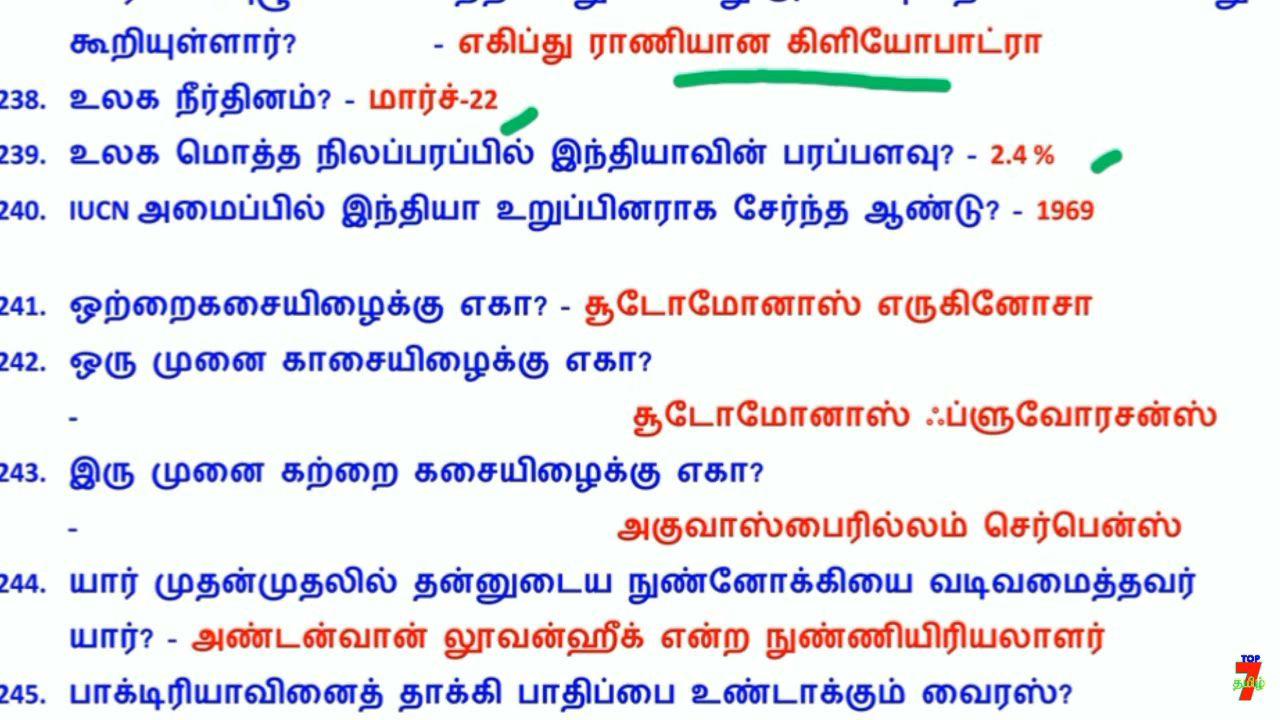 கூறியுள்ளார்? - எகிப்து ராணியான கிளியோபாட்ரா
238. உலக நீர்தினம்? - மார்ச்-22
239. உலக மொத்த நிலப்பரப்பில் இந்தியாவின் பரப்பளவு? - 2.4 %
240. IUCN அமைப்பில் இந்தியா உறுப்பினராக சேர்ந்த ஆண்டு? - 1969
241. ஒற்றைகசையிழைக்கு எகா? - சூடோமோனாஸ் எருகினோசா
242. ஒரு முனை காசையிழைக்கு எகா?
- சூடோமோனாஸ் ஃப்ளுவோரசன்ஸ்
243. இரு முனை கற்றை கசையிழைக்கு எகா?
- அகுவாஸ்பைரில்லம் செர்பென்ஸ்
244. யார் முதன்முதலில் தன்னுடைய நுண்னோக்கியை வடிவமைத்தவர்
யார்? - அண்டன்வான் லூவன்ஹீக் என்ற நுண்ணியிரியலாளர்
245. பாக்டிரியாவினைத் தாக்கி பாதிப்பை உண்டாக்கும் வைரஸ்?
TOP
7
தமிழ்